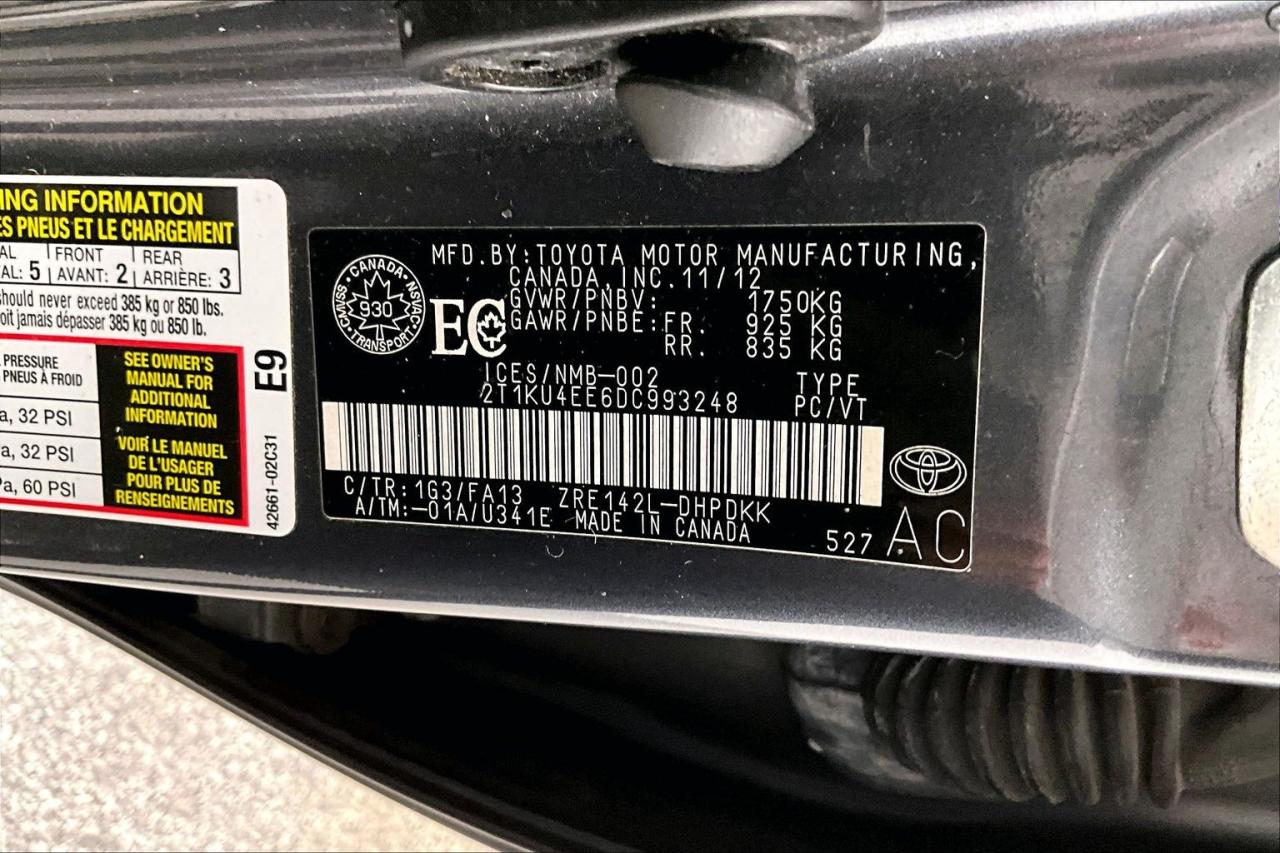 ING INFORMATION
ES PNEUS ET LE CHARGEMENT
AL FRONT REAR
AL: 5 AVANT: 2 ARRIÈRE: 3
should never exceed 385 kg or 850 lbs.
oit jamais dépasser 385 kg ou 850 lb.
PRESSURE
PNEUS À FROID
a, 32 PSI
a, 32 PSI
Pa, 60 PSI
SEE OWNER'S
MANUAL FOR
ADDITIONAL
INFORMATION
VOIR LE MANUEL
DE L'USAGER
POUR PLUS DE
RENSEIGNEMENTS
E9
42661-02C31
MFD.BY:TOYOTA MOTOR MANUFACTURING,
CANADA,INC.11/12
GVWR/PNBV: 1750KG
GAWR/PNBE:FR. 925 KG
RR. 835 KG
CANADA
CMVSS 930 NSVAC
TRANSPORT
EC
ICES/NMB-002 TYPE
2T1KU4EE6DC993248 PC/VT
C/TR:1G3/FA13 ZRE142L-DHPDKK
A/TM:-01A/U341E MADE IN CANADA
527 AC